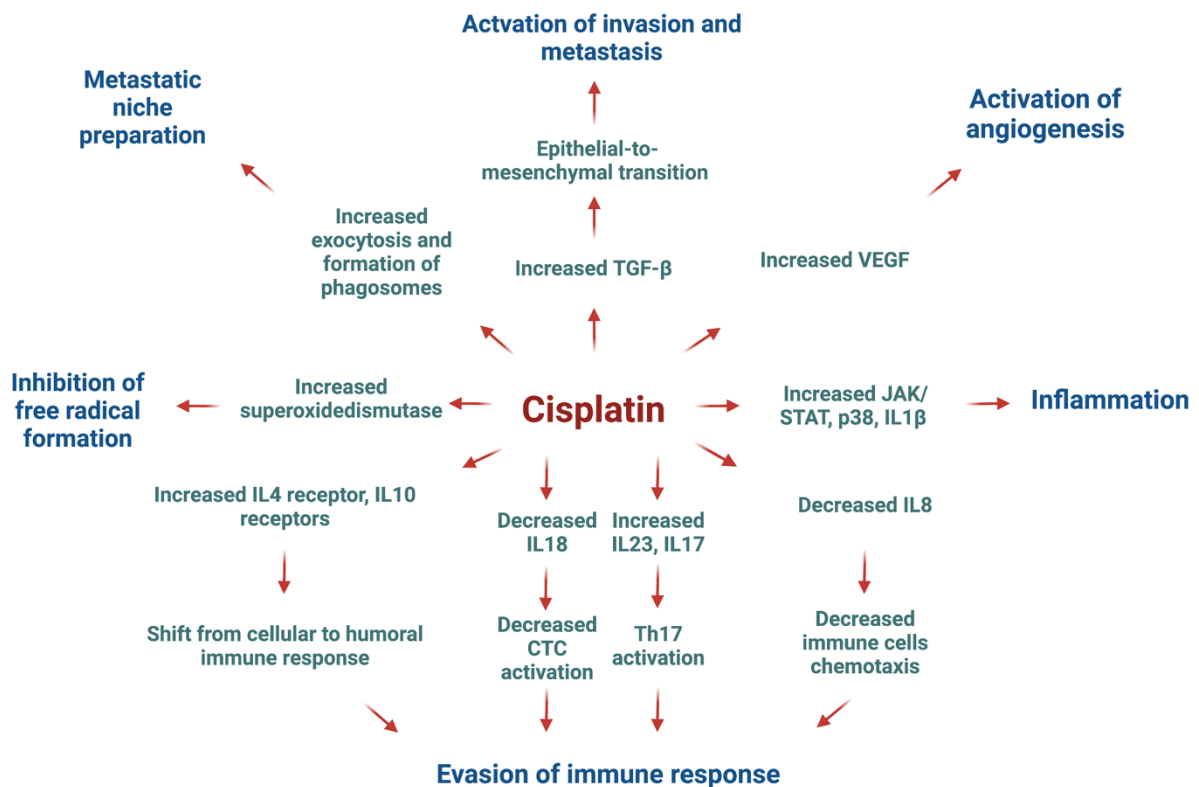 Actvation of invasion and
metastasis
Metastatic
niche
preparation
Activation of
angiogenesis
Epithelial-to-
mesenchymal transition
Increased
exocytosis and
formation of
phagosomes
Increased TGF-β
Increased VEGF
Inhibition of
free radical
formation
Increased
superoxidedismutase
Cisplatin
Increased JAK/
STAT, p38, IL1β
Inflammation
Increased IL4 receptor, IL10
receptors
Decreased
IL18
Increased
IL23, IL17
Decreased IL8
Shift from cellular to humoral
immune response
Decreased
CTC
activation
Th17
activation
Decreased
immune cells
chemotaxis
Evasion of immune response